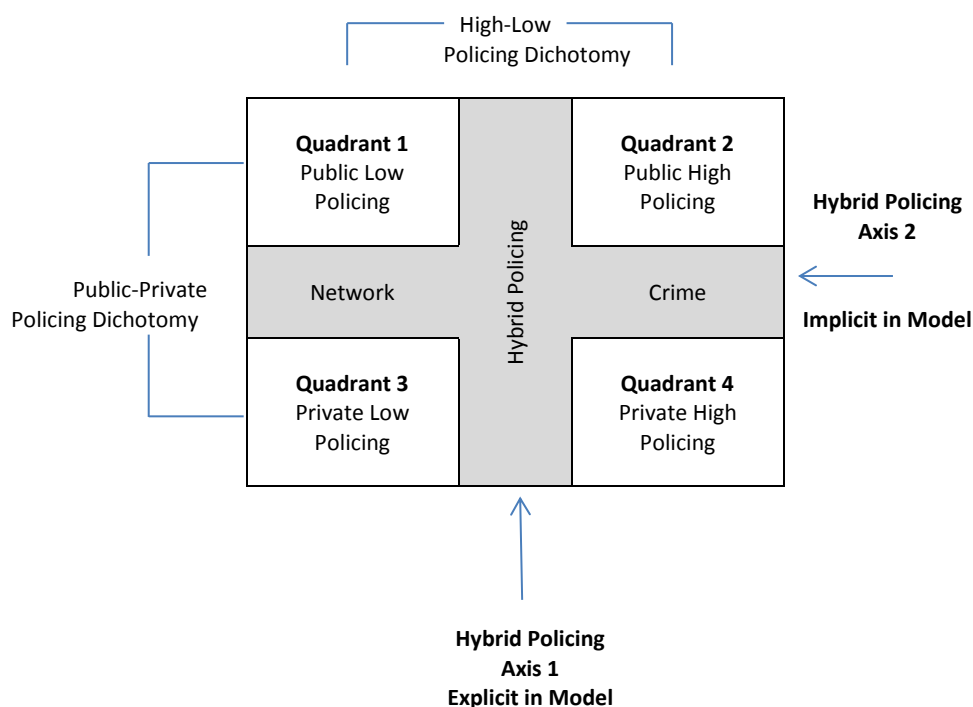 High-Low
Policing Dichotomy
Quadrant 1
Public Low
Policing
Quadrant 2
Public High
Policing
Hybrid Policing
Axis 2
Implicit in Model
Public-Private
Policing Dichotomy
Network
Hybrid Policing
Crime
Quadrant 3
Private Low
Policing
Quadrant 4
Private High
Policing
Hybrid Policing
Axis 1
Explicit in Model